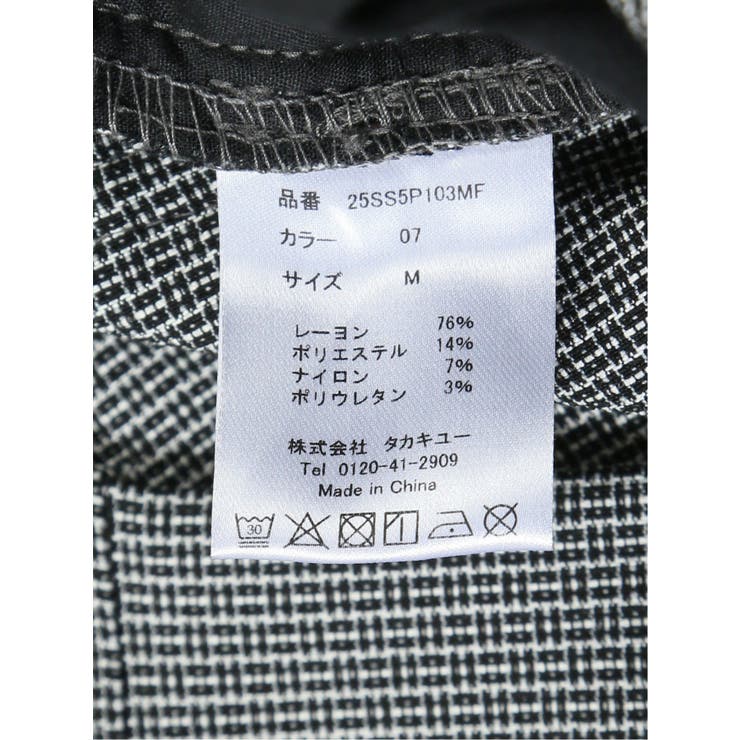 品番 25SS5P103MF
カラー 07
サイズ M
レーヨン 76%
ポリエステル 14%
ナイロン 7%
ポリウレタン 3%
株式会社 タカキユー
Tel 0120-41-2909
Made in China
30